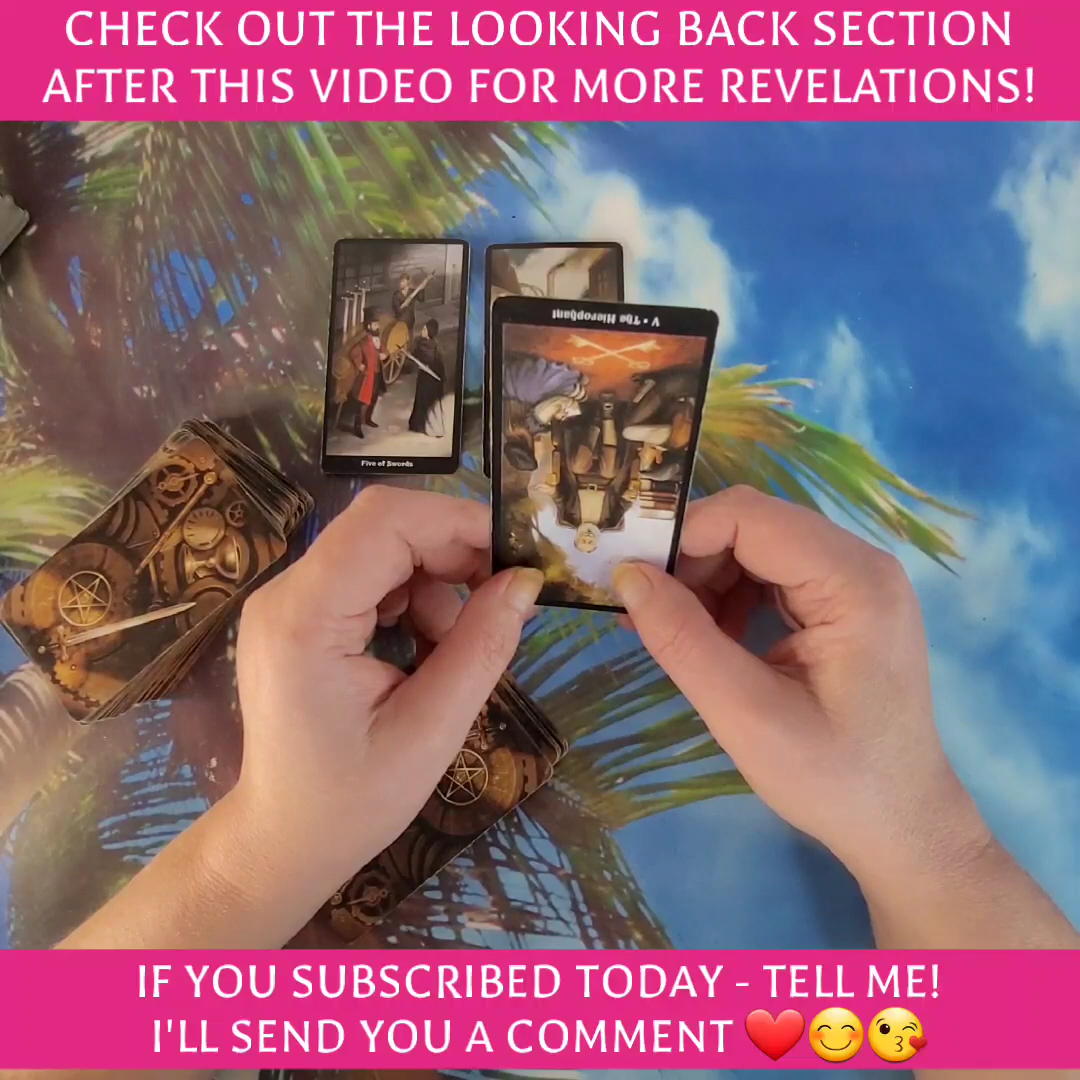 CHECK OUT THE LOOKING BACK SECTION
AFTER THIS VIDEO FOR MORE REVELATIONS!
V • The Hierophant
Five of Swords
IF YOU SUBSCRIBED TODAY - TELL ME!
I'LL SEND YOU A COMMENT ❤️😊😘